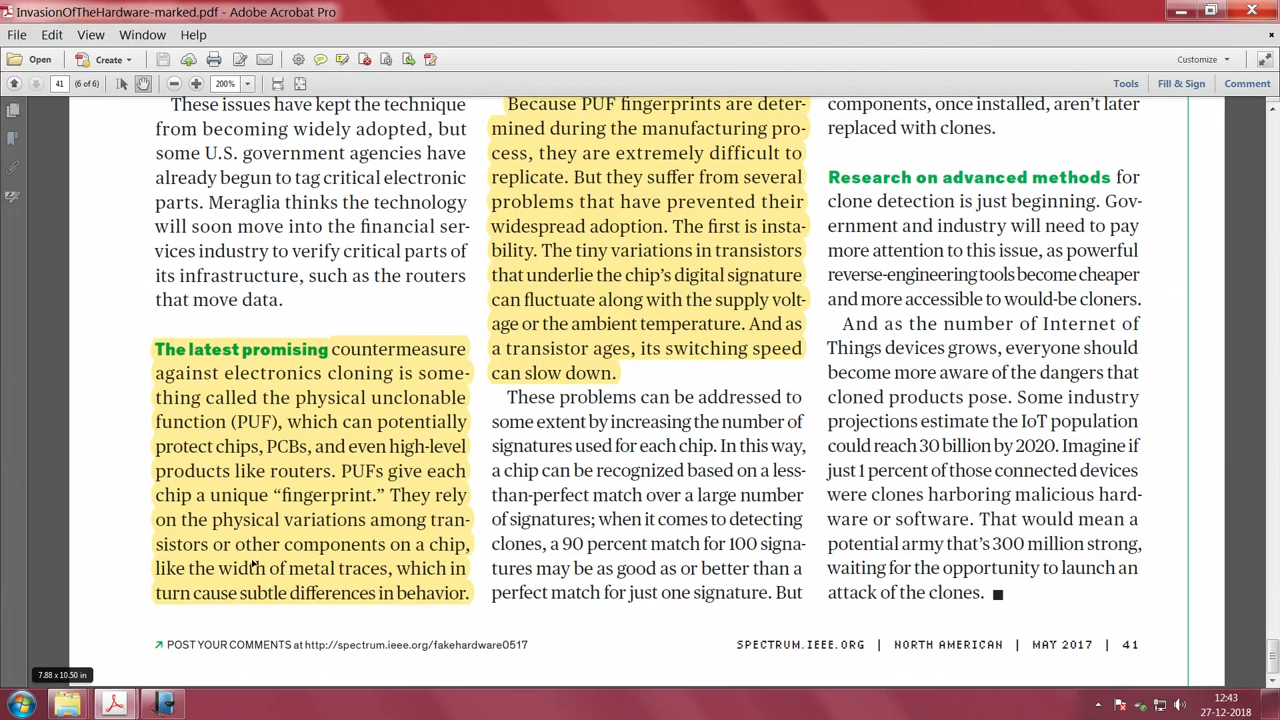 InvasionOfTheHardware-marked.pdf - Adobe Acrobat Pro
File Edit View Window Help
Open Create Customize
41 (6 of 6) 200% Tools Fill & Sign Comment
These issues have kept the technique
from becoming widely adopted, but
some U.S. government agencies have
already begun to tag critical electronic
parts. Meraglia thinks the technology
will soon move into the financial ser-
vices industry to verify critical parts of
its infrastructure, such as the routers
that move data.
The latest promising countermeasure
against electronics cloning is some-
thing called the physical unclonable
function (PUF), which can potentially
protect chips, PCBs, and even high-level
products like routers. PUFs give each
chip a unique “fingerprint.” They rely
on the physical variations among tran-
sistors or other components on a chip,
like the width of metal traces, which in
turn cause subtle differences in behavior.
Because PUF fingerprints are deter-
mined during the manufacturing pro-
cess, they are extremely difficult to
replicate. But they suffer from several
problems that have prevented their
widespread adoption. The first is insta-
bility. The tiny variations in transistors
that underlie the chip’s digital signature
can fluctuate along with the supply volt-
age or the ambient temperature. And as
a transistor ages, its switching speed
can slow down.
These problems can be addressed to
some extent by increasing the number of
signatures used for each chip. In this way,
a chip can be recognized based on a less-
than-perfect match over a large number
of signatures; when it comes to detecting
clones, a 90 percent match for 100 signa-
tures may be as good as or better than a
perfect match for just one signature. But
components, once installed, aren’t later
replaced with clones.
Research on advanced methods for
clone detection is just beginning. Gov-
ernment and industry will need to pay
more attention to this issue, as powerful
reverse-engineering tools become cheaper
and more accessible to would-be cloners.
And as the number of Internet of
Things devices grows, everyone should
become more aware of the dangers that
cloned products pose. Some industry
projections estimate the IoT population
could reach 30 billion by 2020. Imagine if
just 1 percent of those connected devices
were clones harboring malicious hard-
ware or software. That would mean a
potential army that’s 300 million strong,
waiting for the opportunity to launch an
attack of the clones. ■
↗ POST YOUR COMMENTS at http://spectrum.ieee.org/fakehardware0517
SPECTRUM.IEEE.ORG | NORTH AMERICAN | MAY 2017 | 41
7.88 x 10.50 in
12:43
27-12-2018